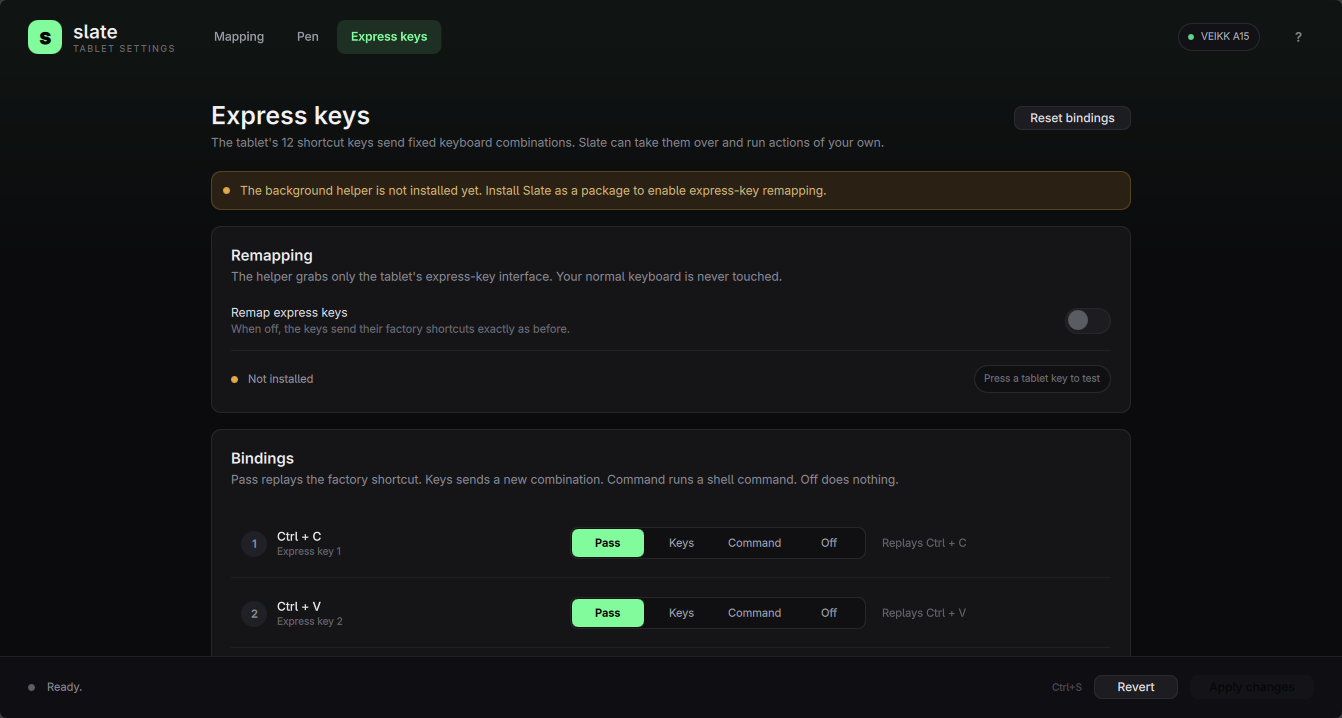 s
slate
TABLET SETTINGS
Mapping
Pen
Express keys
VEIKK A15
?
Express keys
Reset bindings
The tablet's 12 shortcut keys send fixed keyboard combinations. Slate can take them over and run actions of your own.
The background helper is not installed yet. Install Slate as a package to enable express-key remapping.
Remapping
The helper grabs only the tablet's express-key interface. Your normal keyboard is never touched.
Remap express keys
When off, the keys send their factory shortcuts exactly as before.
Not installed
Press a tablet key to test
Bindings
Pass replays the factory shortcut. Keys sends a new combination. Command runs a shell command. Off does nothing.
1
Ctrl + C
Express key 1
Pass
Keys
Command
Off
Replays Ctrl + C
2
Ctrl + V
Express key 2
Pass
Keys
Command
Off
Replays Ctrl + V
Ready.
Ctrl+S
Revert
Apply changes